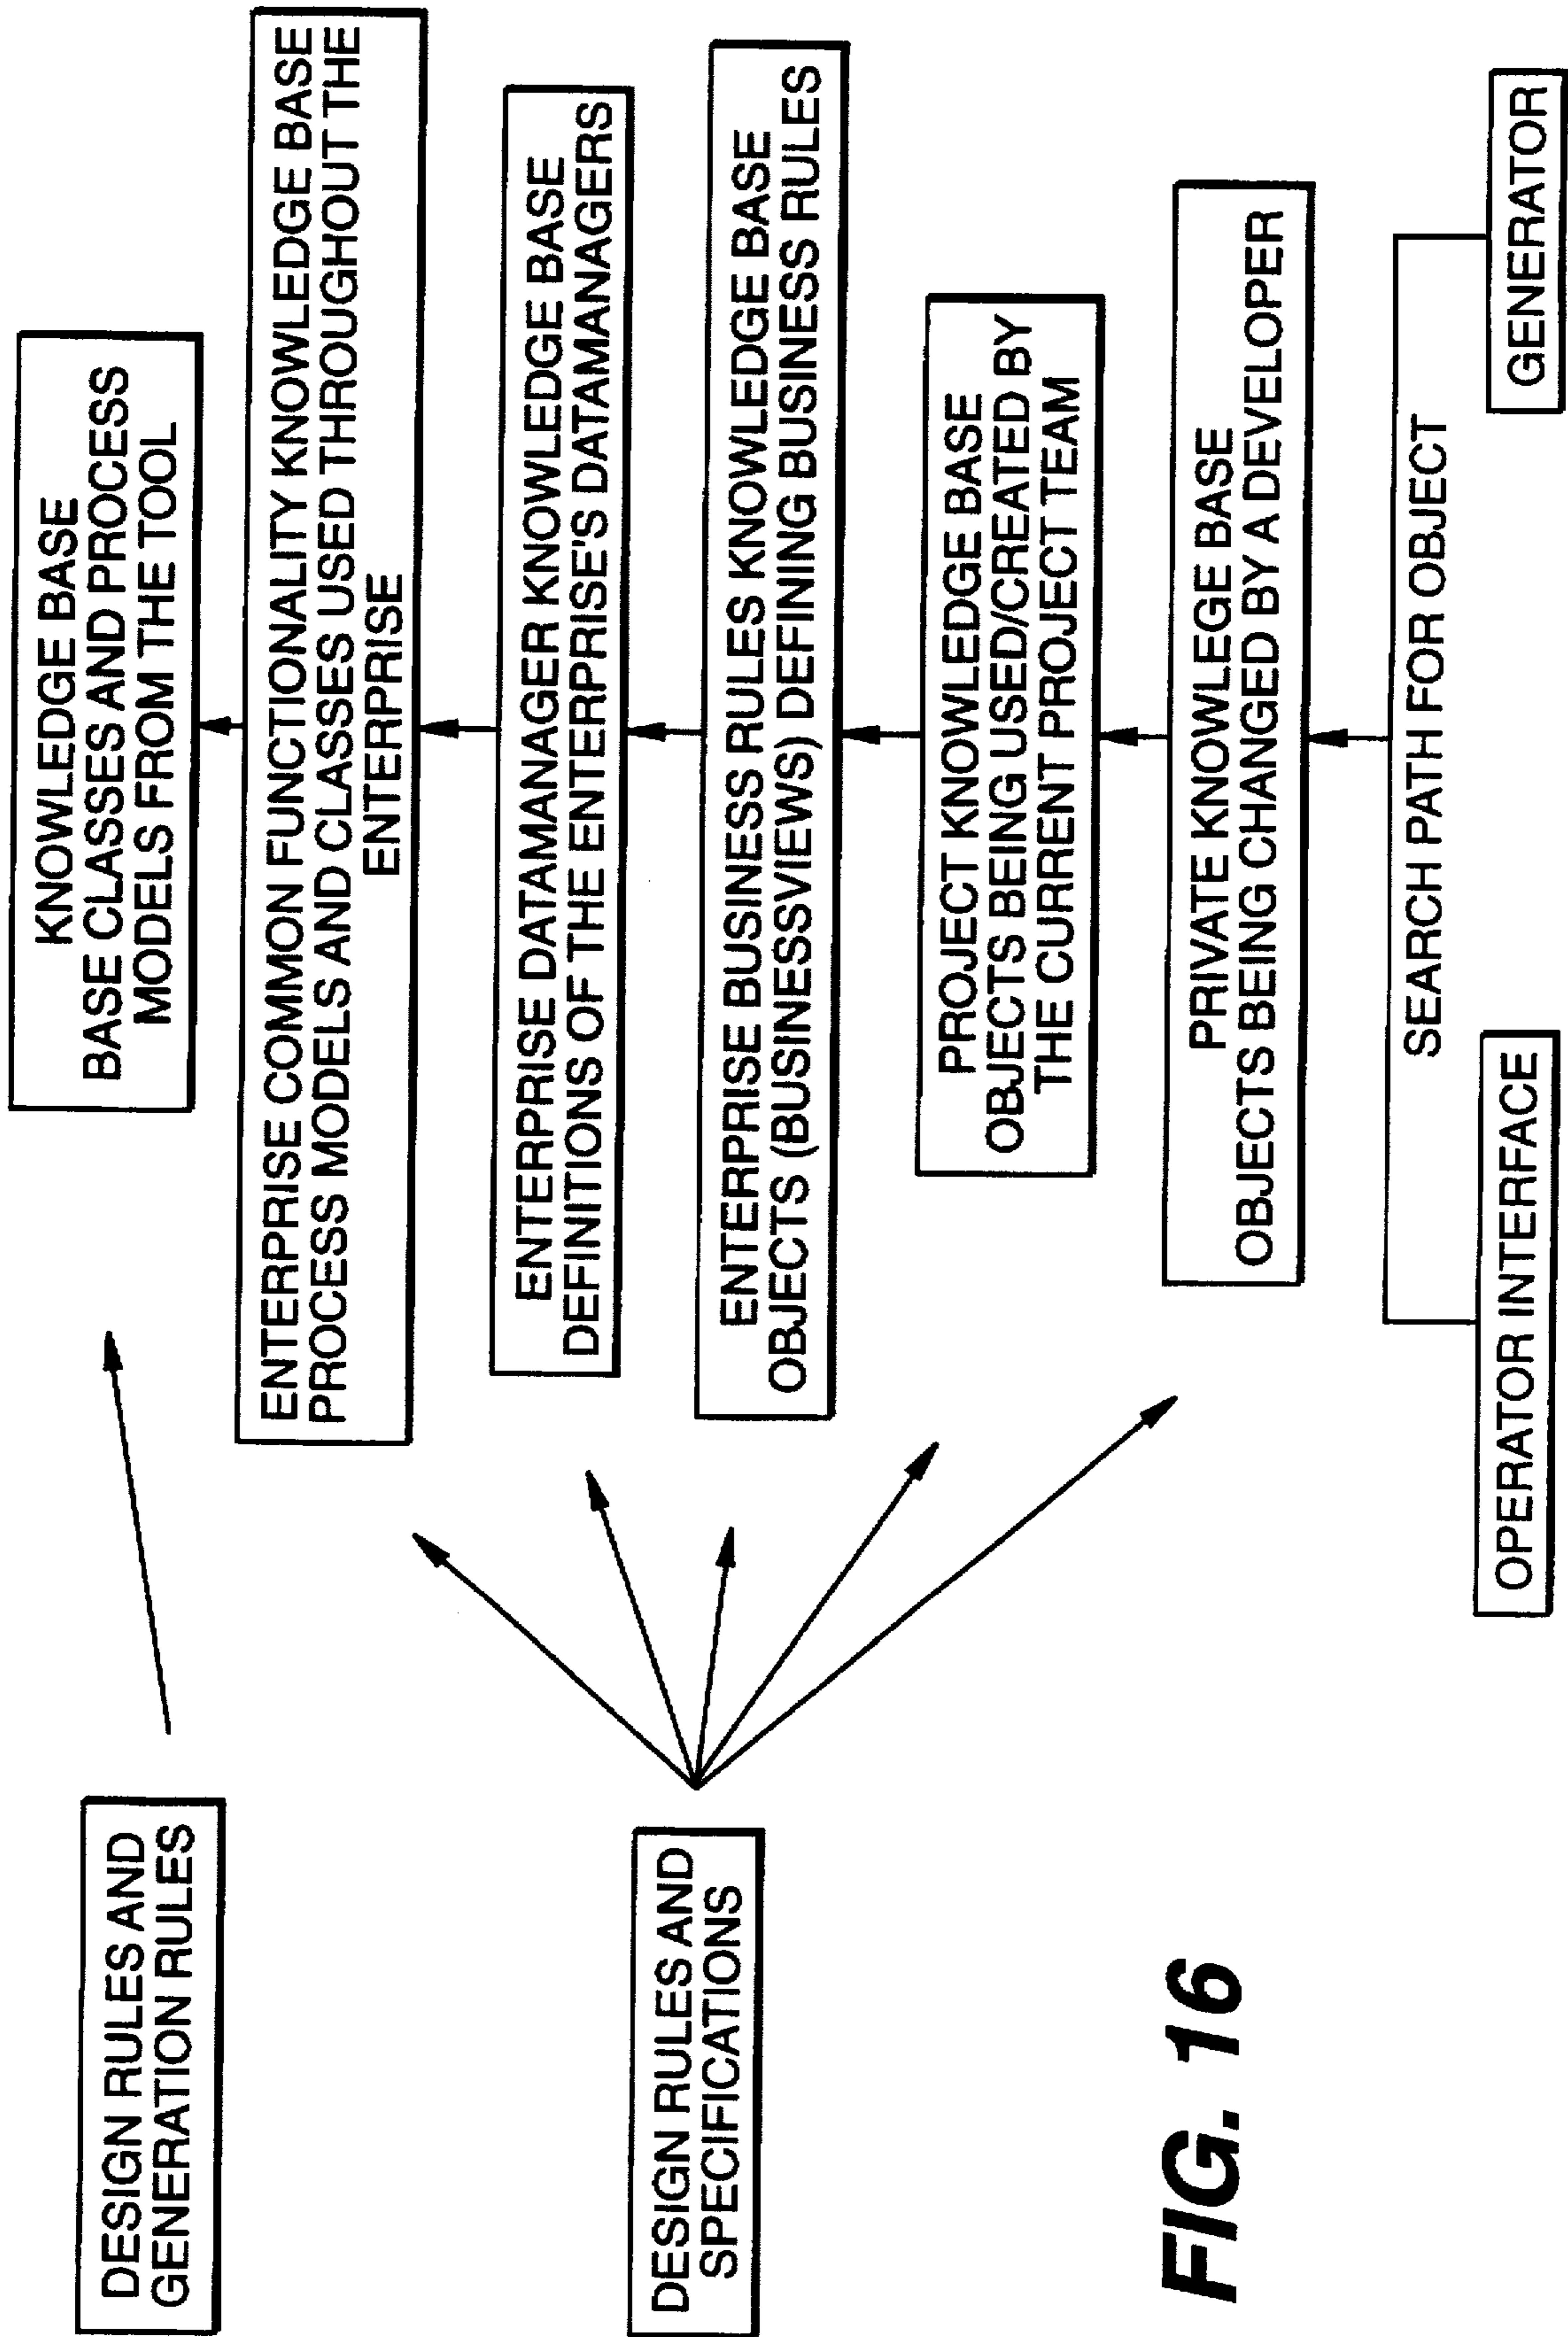 DESIGN RULES AND
GENERATION RULES
DESIGN RULES AND
SPECIFICATIONS
KNOWLEDGE BASE
BASE CLASSES AND PROCESS
MODELS FROM THE TOOL
ENTERPRISE COMMON FUNCTIONALITY KNOWLEDGE BASE
PROCESS MODELS AND CLASSES USED THROUGHOUT THE
ENTERPRISE
ENTERPRISE DATAMANAGER KNOWLEDGE BASE
DEFINITIONS OF THE ENTERPRISE'S DATAMANAGERS
ENTERPRISE BUSINESS RULES KNOWLEDGE BASE
OBJECTS (BUSINESSVIEWS) DEFINING BUSINESS RULES
PROJECT KNOWLEDGE BASE
OBJECTS BEING USED/CREATED BY
THE CURRENT PROJECT TEAM
PRIVATE KNOWLEGE BASE
OBJECTS BEING CHANGED BY A DEVELOPER
SEARCH PATH FOR OBJECT
OPERATOR INTERFACE
GENERATOR
FIG. 16